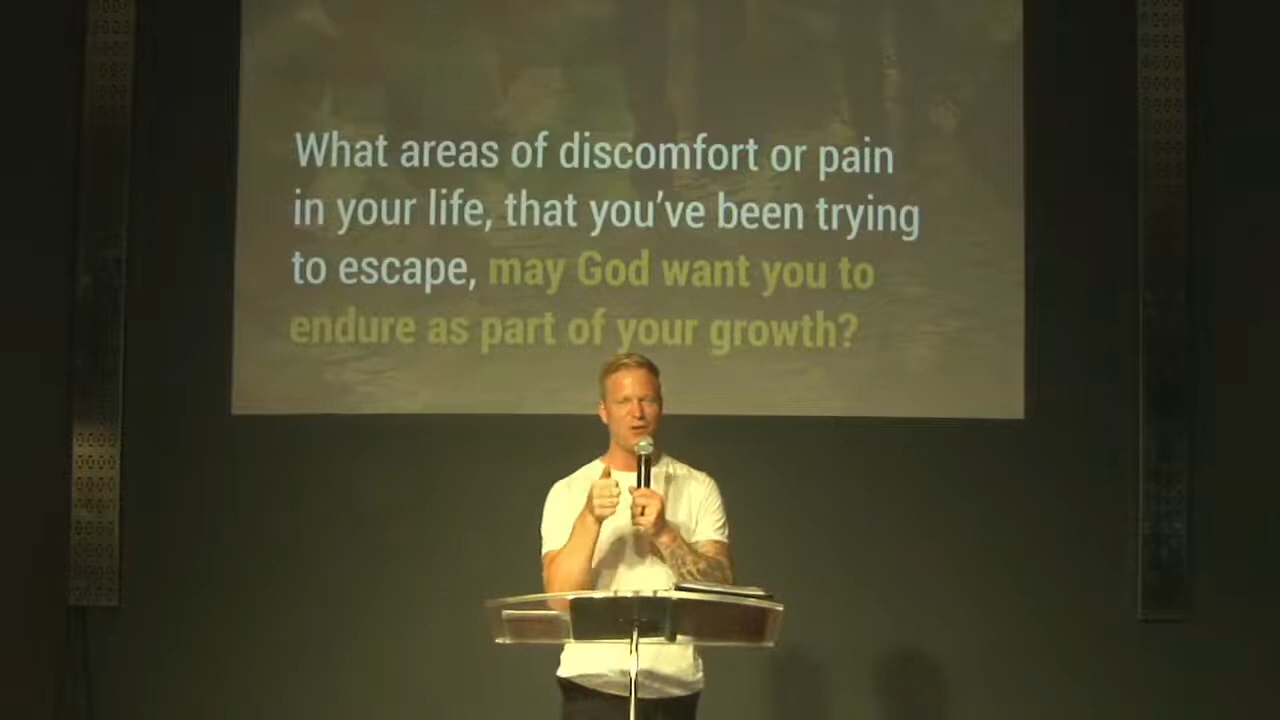 What areas of discomfort or pain
in your life, that you've been trying
to escape, may God want you to
endure as part of your growth?